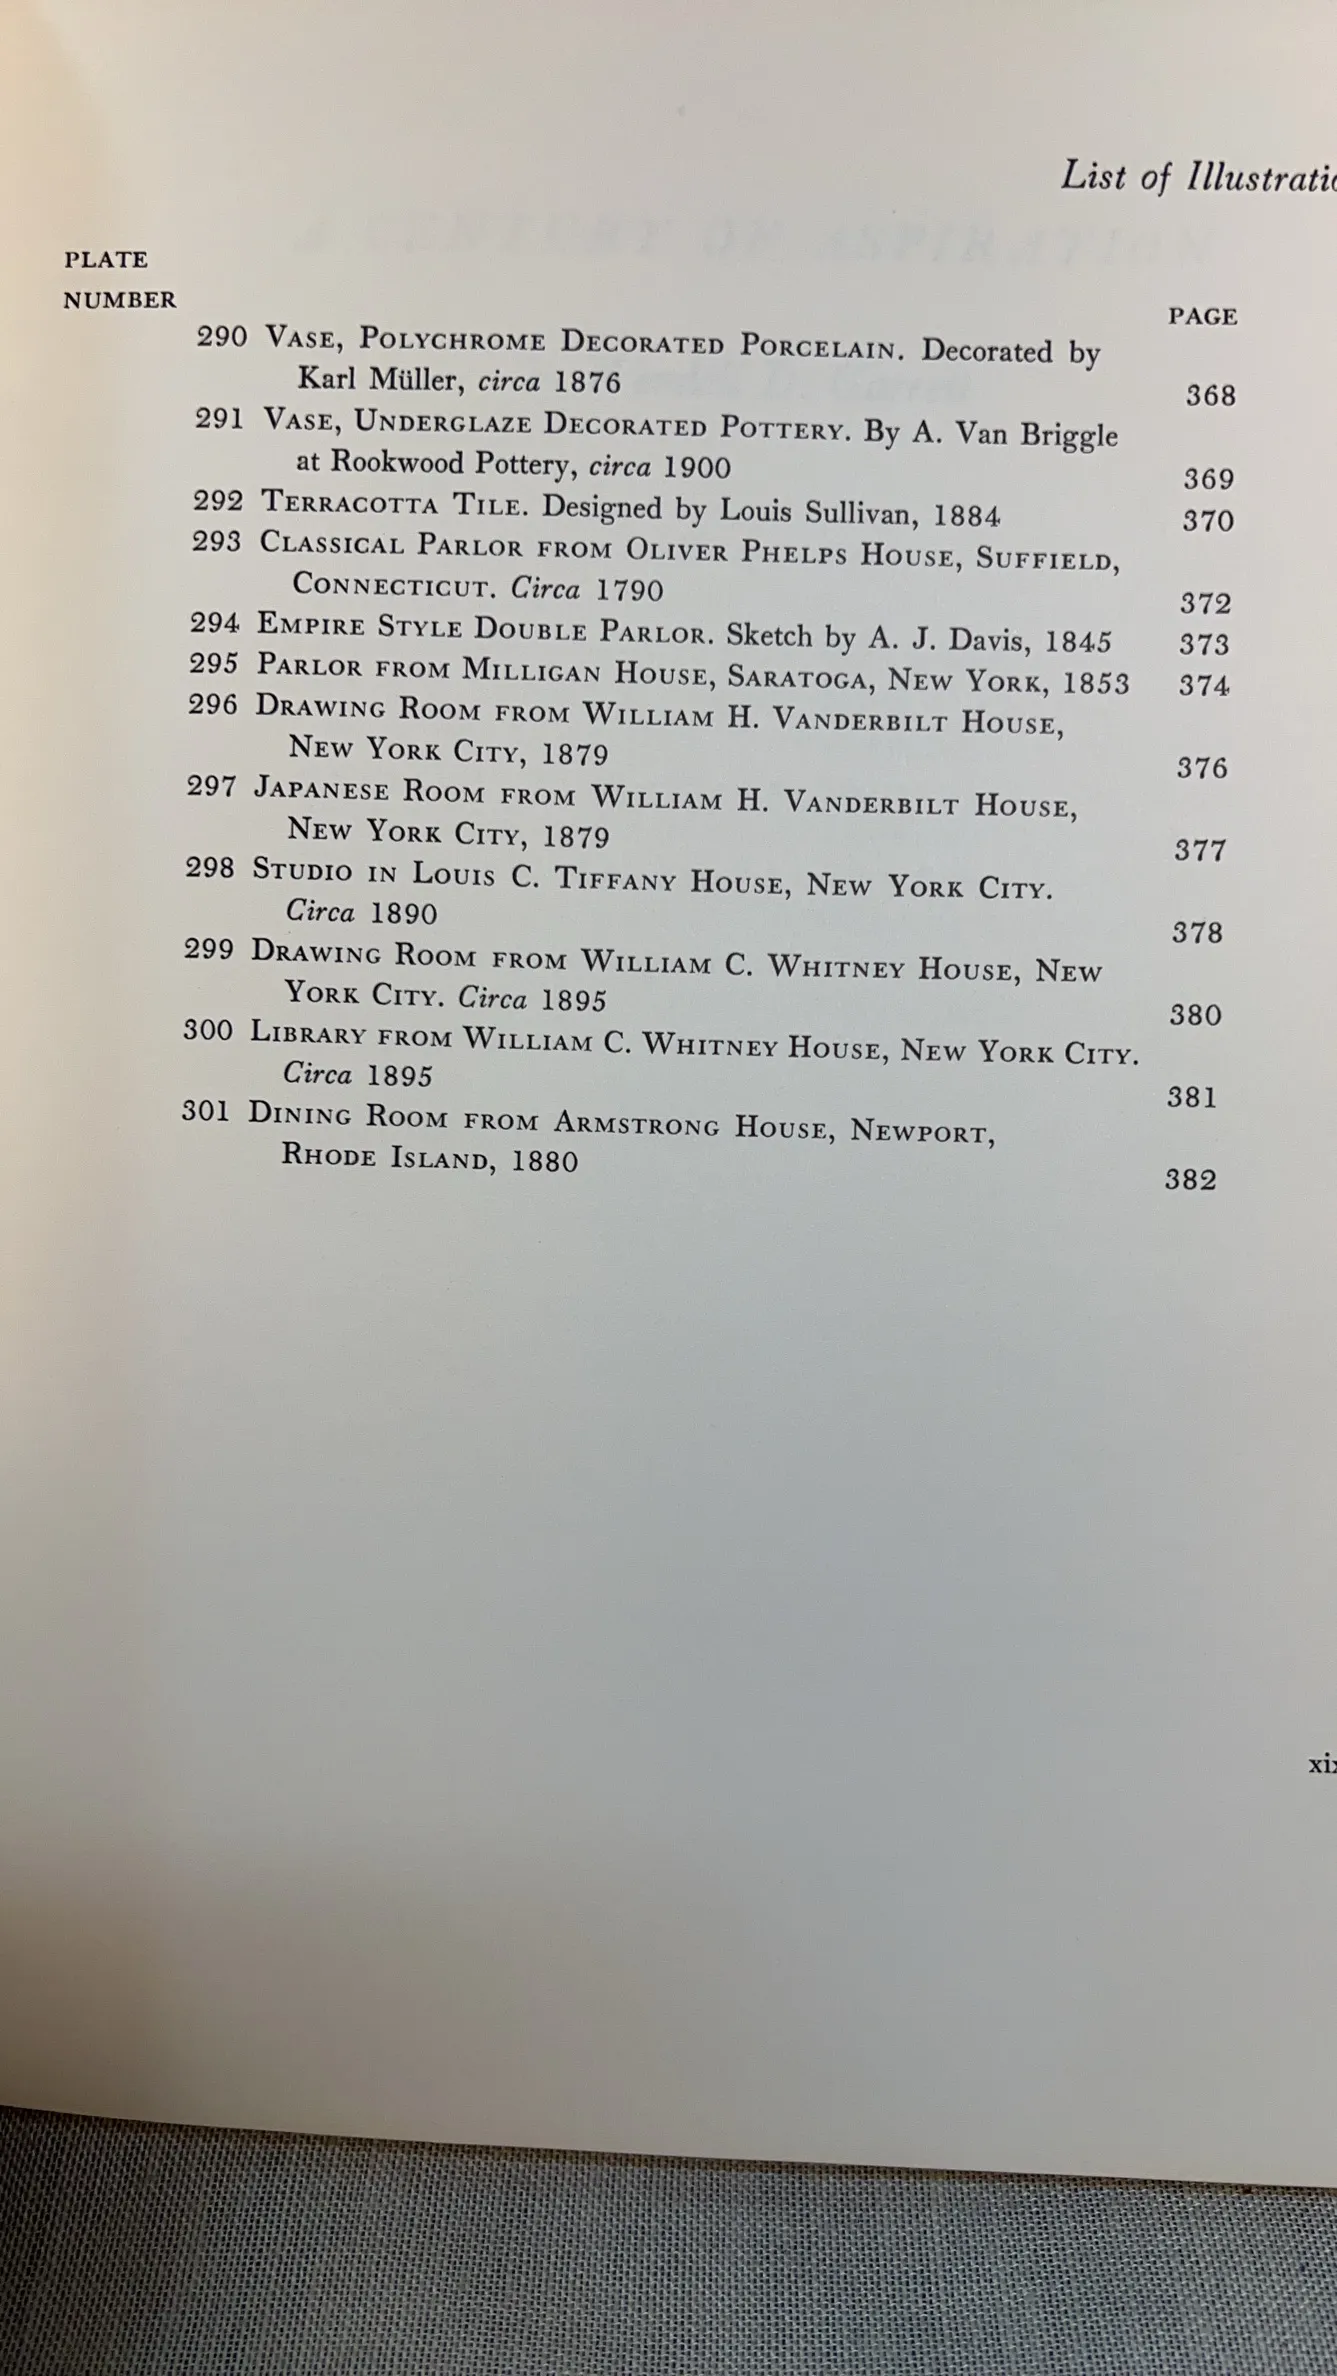 List of Illustratio
PLATE
NUMBER
PAGE
290 VASE, POLYCHROME DECORATED PORCELAIN. Decorated by
Karl Müller, circa 1876 368
291 VASE, UNDERGLAZE DECORATED POTTERY. By A. Van Briggle
at Rookwood Pottery, circa 1900 369
292 TERRACOTTA TILE. Designed by Louis Sullivan, 1884 370
293 CLASSICAL PARLOR FROM OLIVER PHELPS HOUSE, SUFFIELD,
CONNECTICUT. Circa 1790 372
294 EMPIRE STYLE DOUBLE PARLOR. Sketch by A. J. Davis, 1845 373
295 PARLOR FROM MILLIGAN HOUSE, SARATOGA, NEW YORK, 1853 374
296 DRAWING ROOM FROM WILLIAM H. VANDERBILT HOUSE,
NEW YORK CITY, 1879 376
297 JAPANESE ROOM FROM WILLIAM H. VANDERBILT HOUSE,
NEW YORK CITY, 1879 377
298 STUDIO IN LOUIS C. TIFFANY HOUSE, NEW YORK CITY.
Circa 1890 378
299 DRAWING ROOM FROM WILLIAM C. WHITNEY HOUSE, NEW
YORK CITY. Circa 1895 380
300 LIBRARY FROM WILLIAM C. WHITNEY HOUSE, NEW YORK CITY.
Circa 1895 381
301 DINING ROOM FROM ARMSTRONG HOUSE, NEWPORT,
RHODE ISLAND, 1880 382